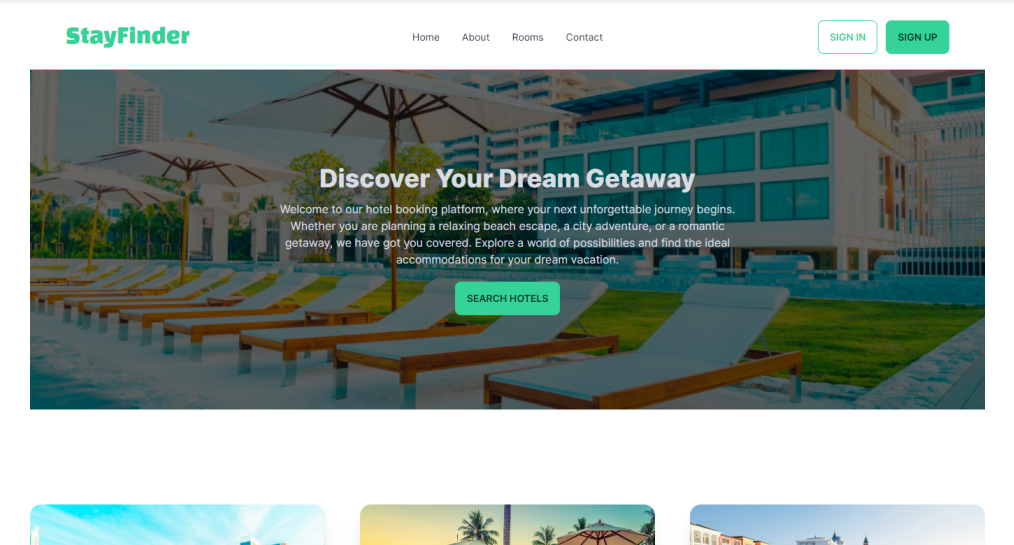 StayFinder
Home About Rooms Contact
SIGN IN SIGN UP
Discover Your Dream Getaway
Welcome to our hotel booking platform, where your next unforgettable journey begins.
Whether you are planning a relaxing beach escape, a city adventure, or a romantic
getaway, we have got you covered. Explore a world of possibilities and find the ideal
accommodations for your dream vacation.
SEARCH HOTELS